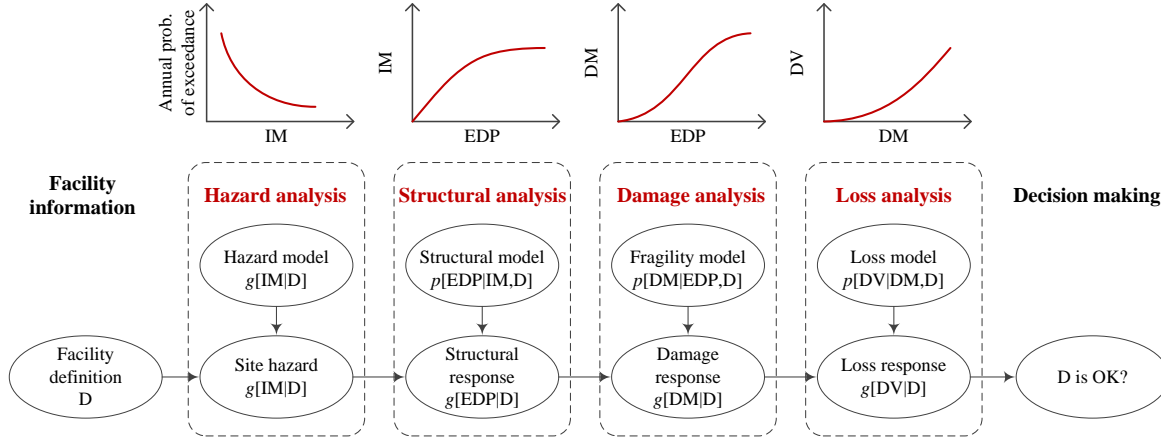 Annual prob.
of exceedance
IM
IM
EDP
DM
EDP
DV
DM
Facility
information
Hazard analysis
Structural analysis
Damage analysis
Loss analysis
Decision making
Hazard model
g[IM|D]
Structural model
p[EDP|IM,D]
Fragility model
p[DM|EDP,D]
Loss model
p[DV|DM,D]
Facility
definition
D
Site hazard
g[IM|D]
Structural
response
g[EDP|D]
Damage
response
g[DM|D]
Loss response
g[DV|D]
D is OK?